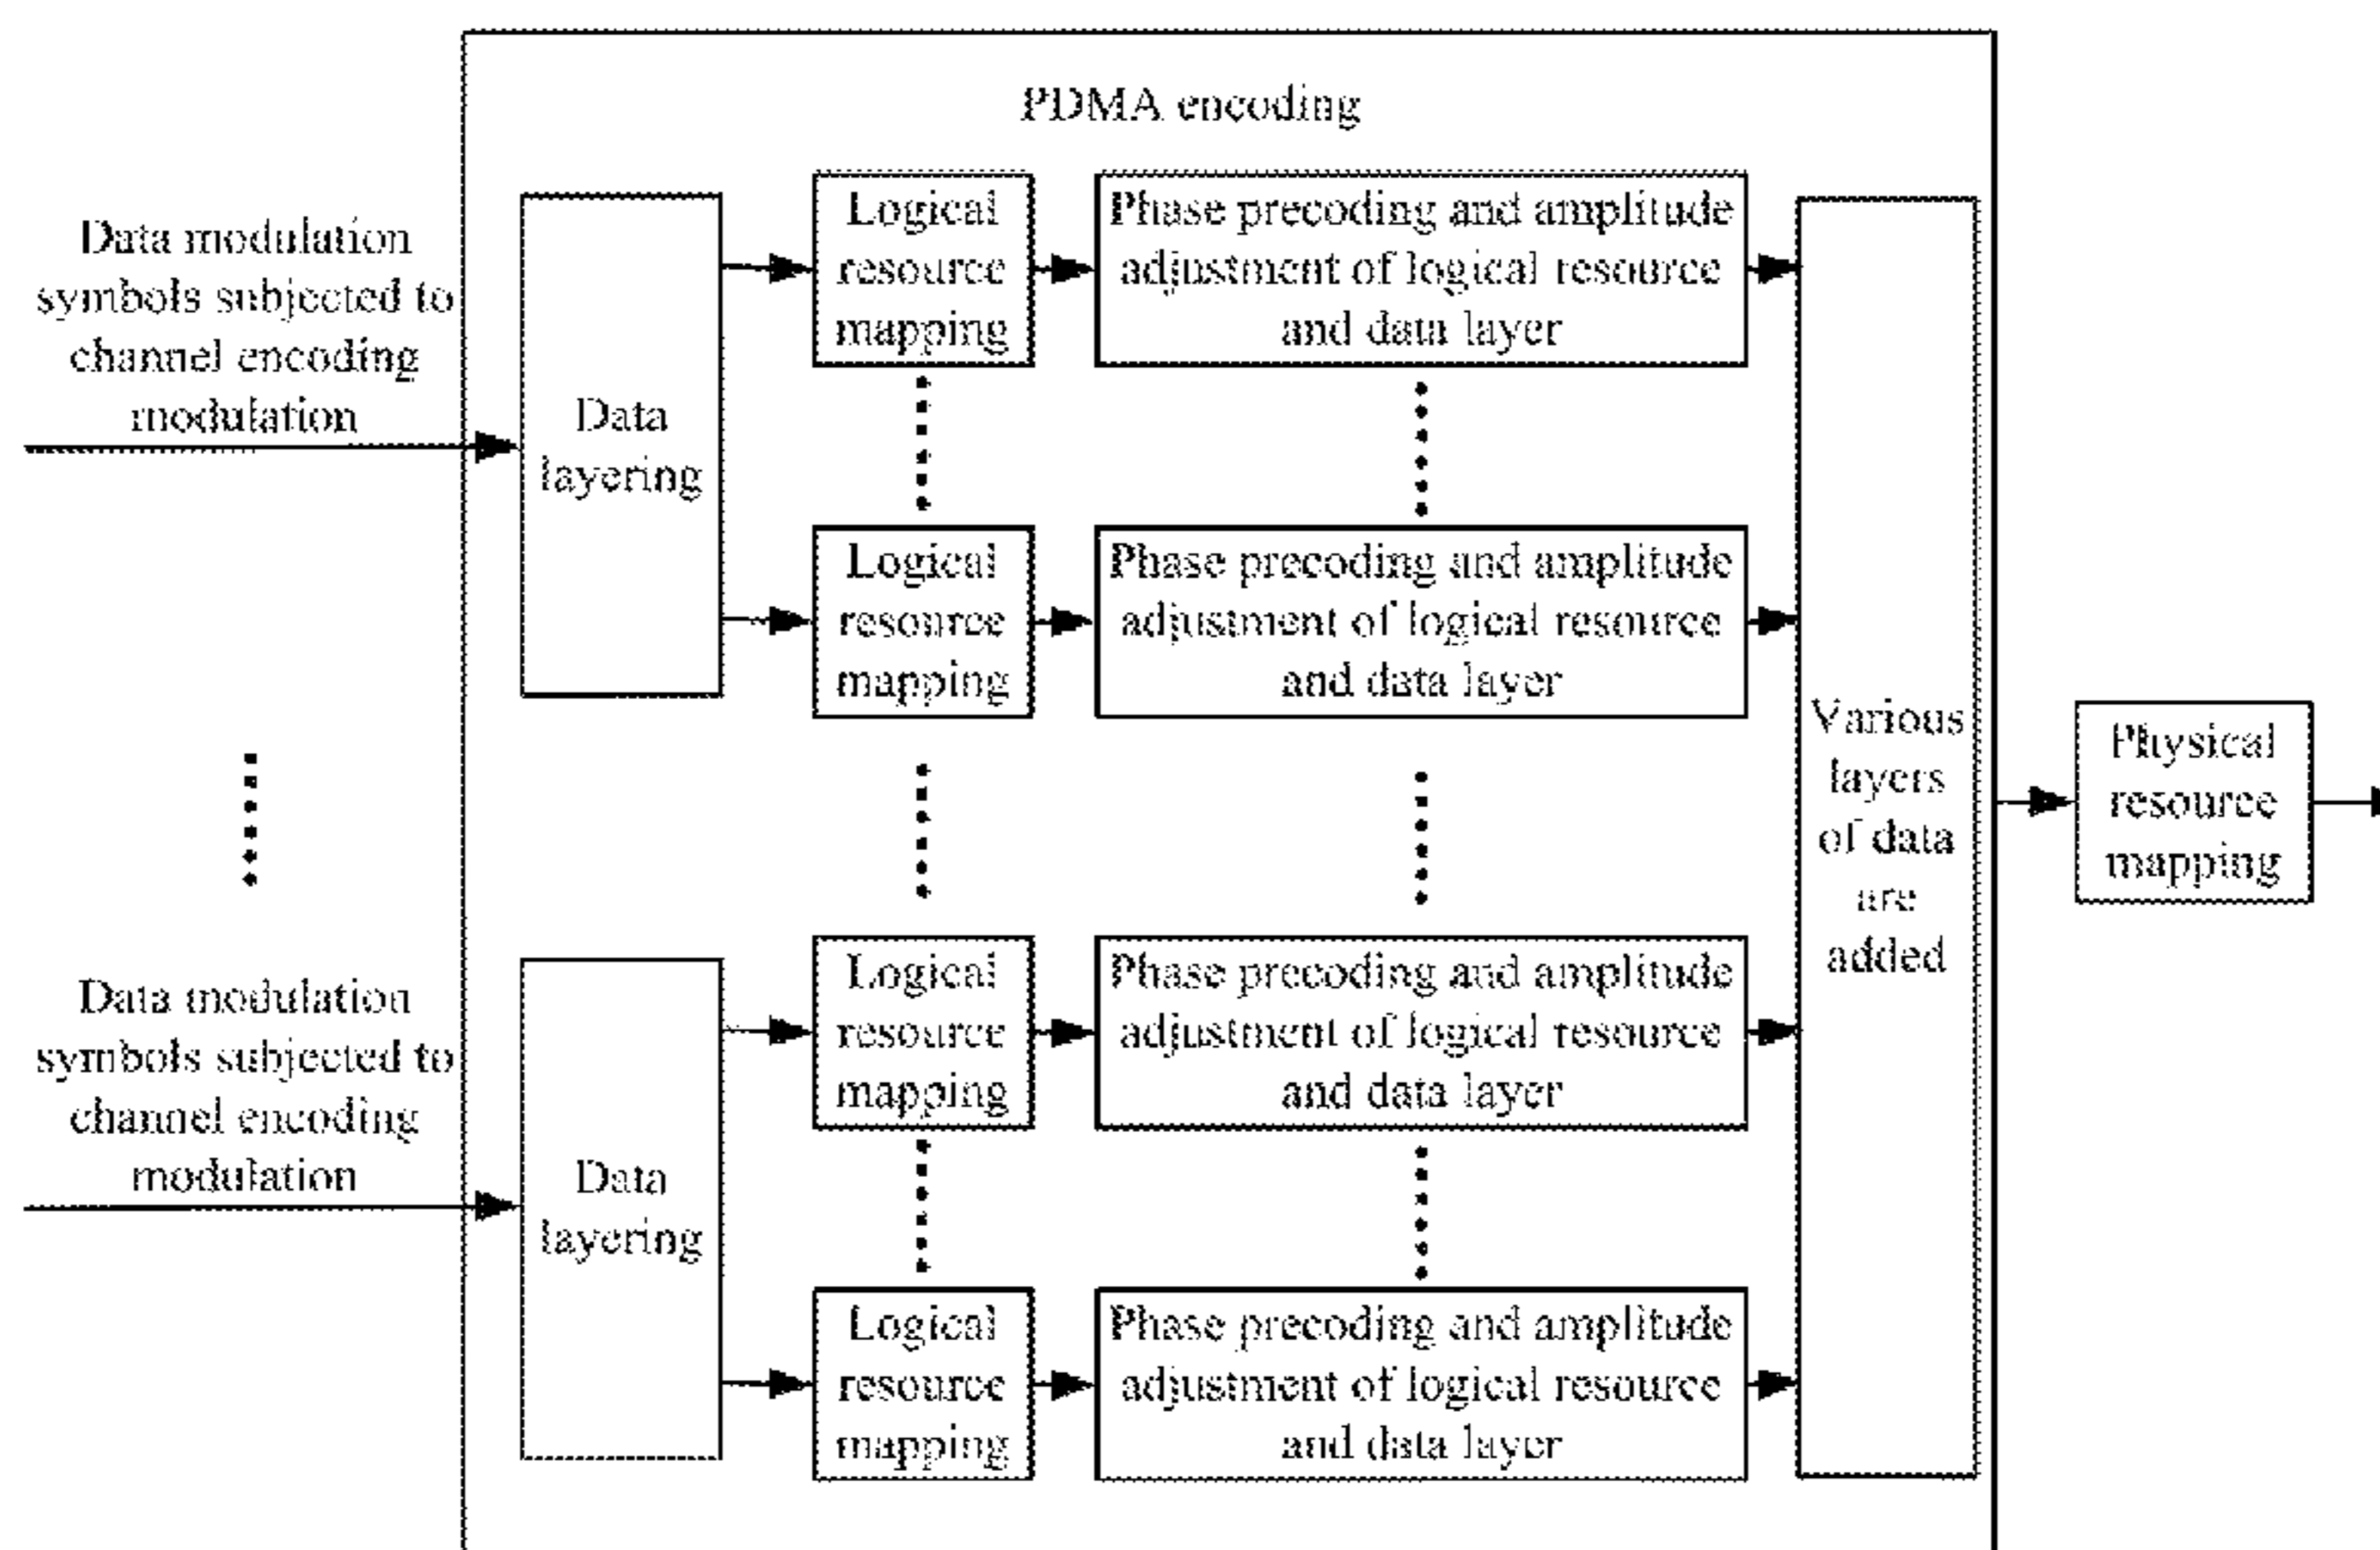 PDMA encoding
Data modulation
symbols subjected to
channel encoding
modulation
Data
layering
Logical
resource
mapping
Phase precoding and amplitude
adjustment of logical resource
and data layer
Logical
resource
mapping
Phase precoding and amplitude
adjustment of logical resource
and data layer
Data modulation
symbols subjected to
channel encoding
modulation
Data
layering
Logical
resource
mapping
Phase precoding and amplitude
adjustment of logical resource
and data layer
Logical
resource
mapping
Phase precoding and amplitude
adjustment of logical resource
and data layer
Various
layers
of data
are
added
Physical
resource
mapping